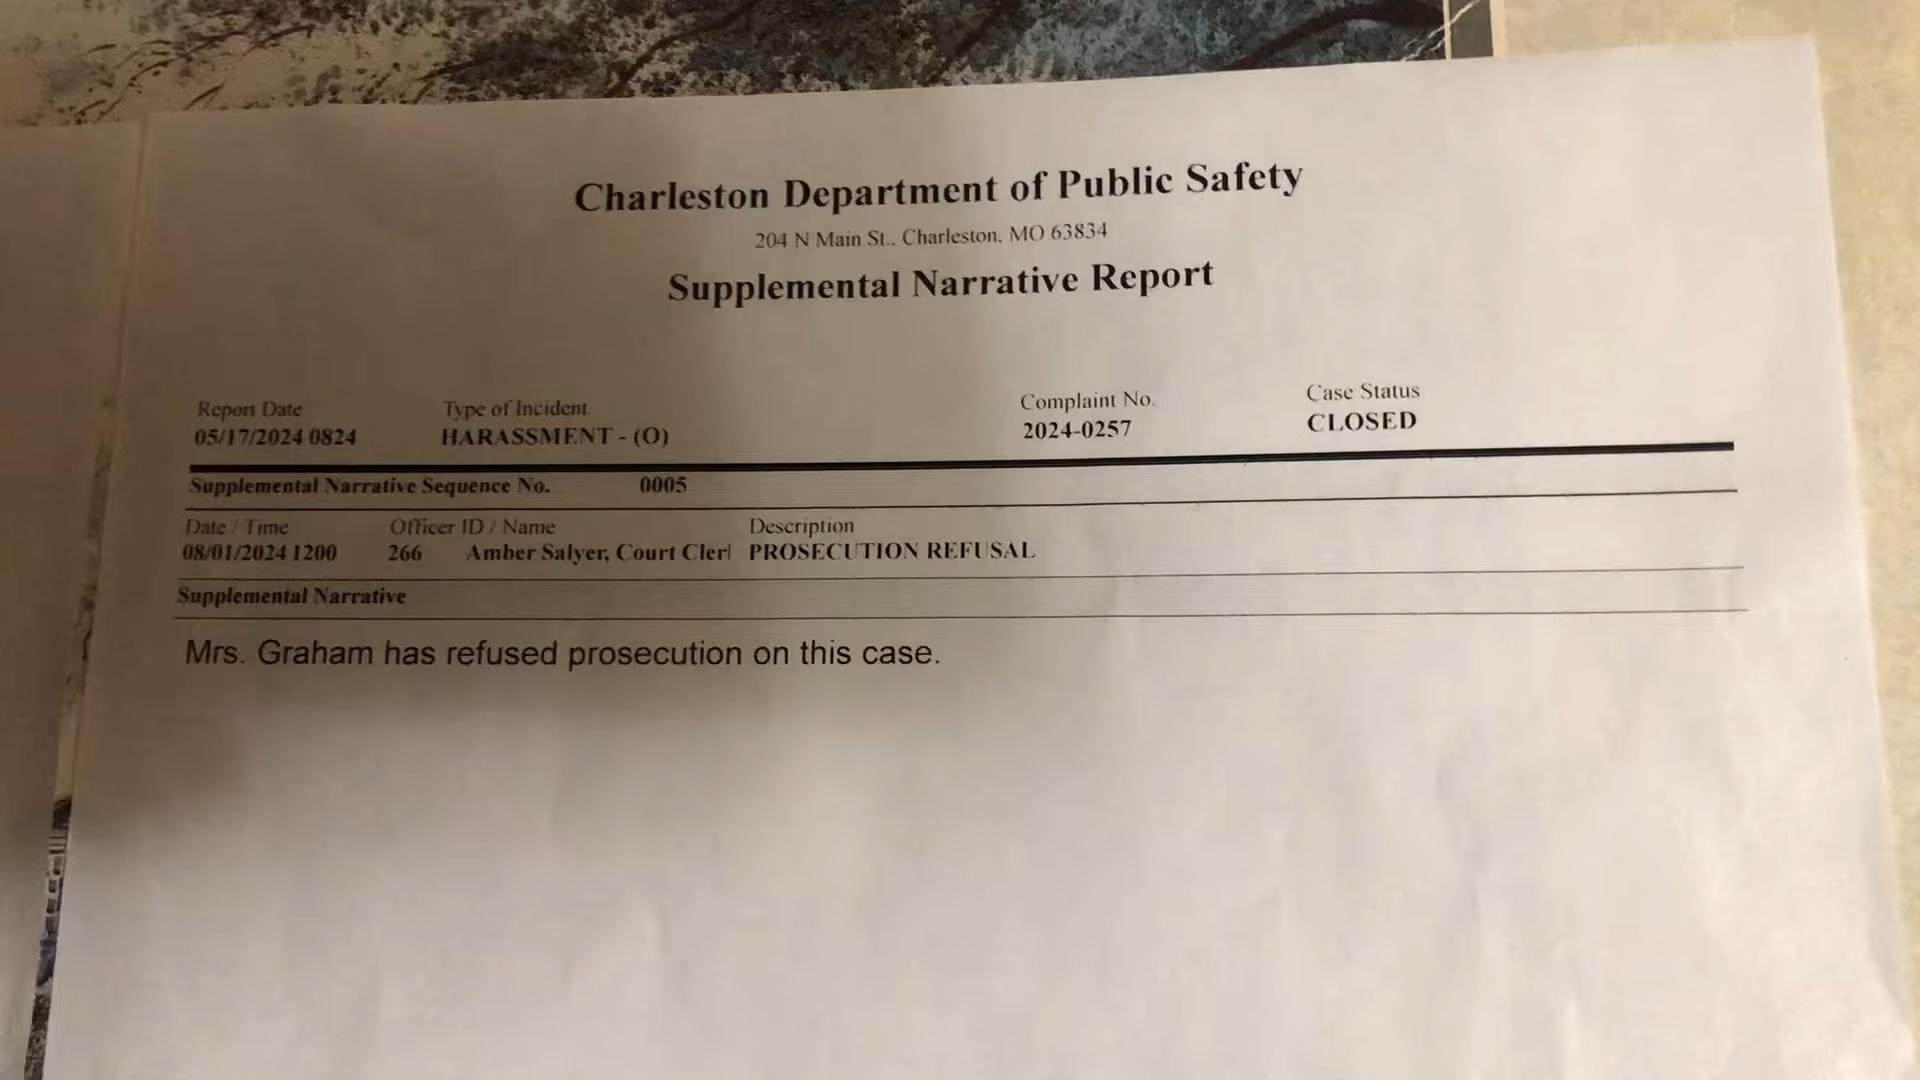 Charleston Department of Public Safety
204 N Main St., Charleston, MO 63834
Supplemental Narrative Report
Report Date Type of Incident Complaint No. Case Status
05/17/2024 0824 HARASSMENT - (O) 2024-0257 CLOSED
Supplemental Narrative Sequence No. 0005
Date / Time Officer ID / Name Description
08/01/2024 1200 266 Amber Salyer, Court Clerl PROSECUTION REFUSAL
Supplemental Narrative
Mrs. Graham has refused prosecution on this case.